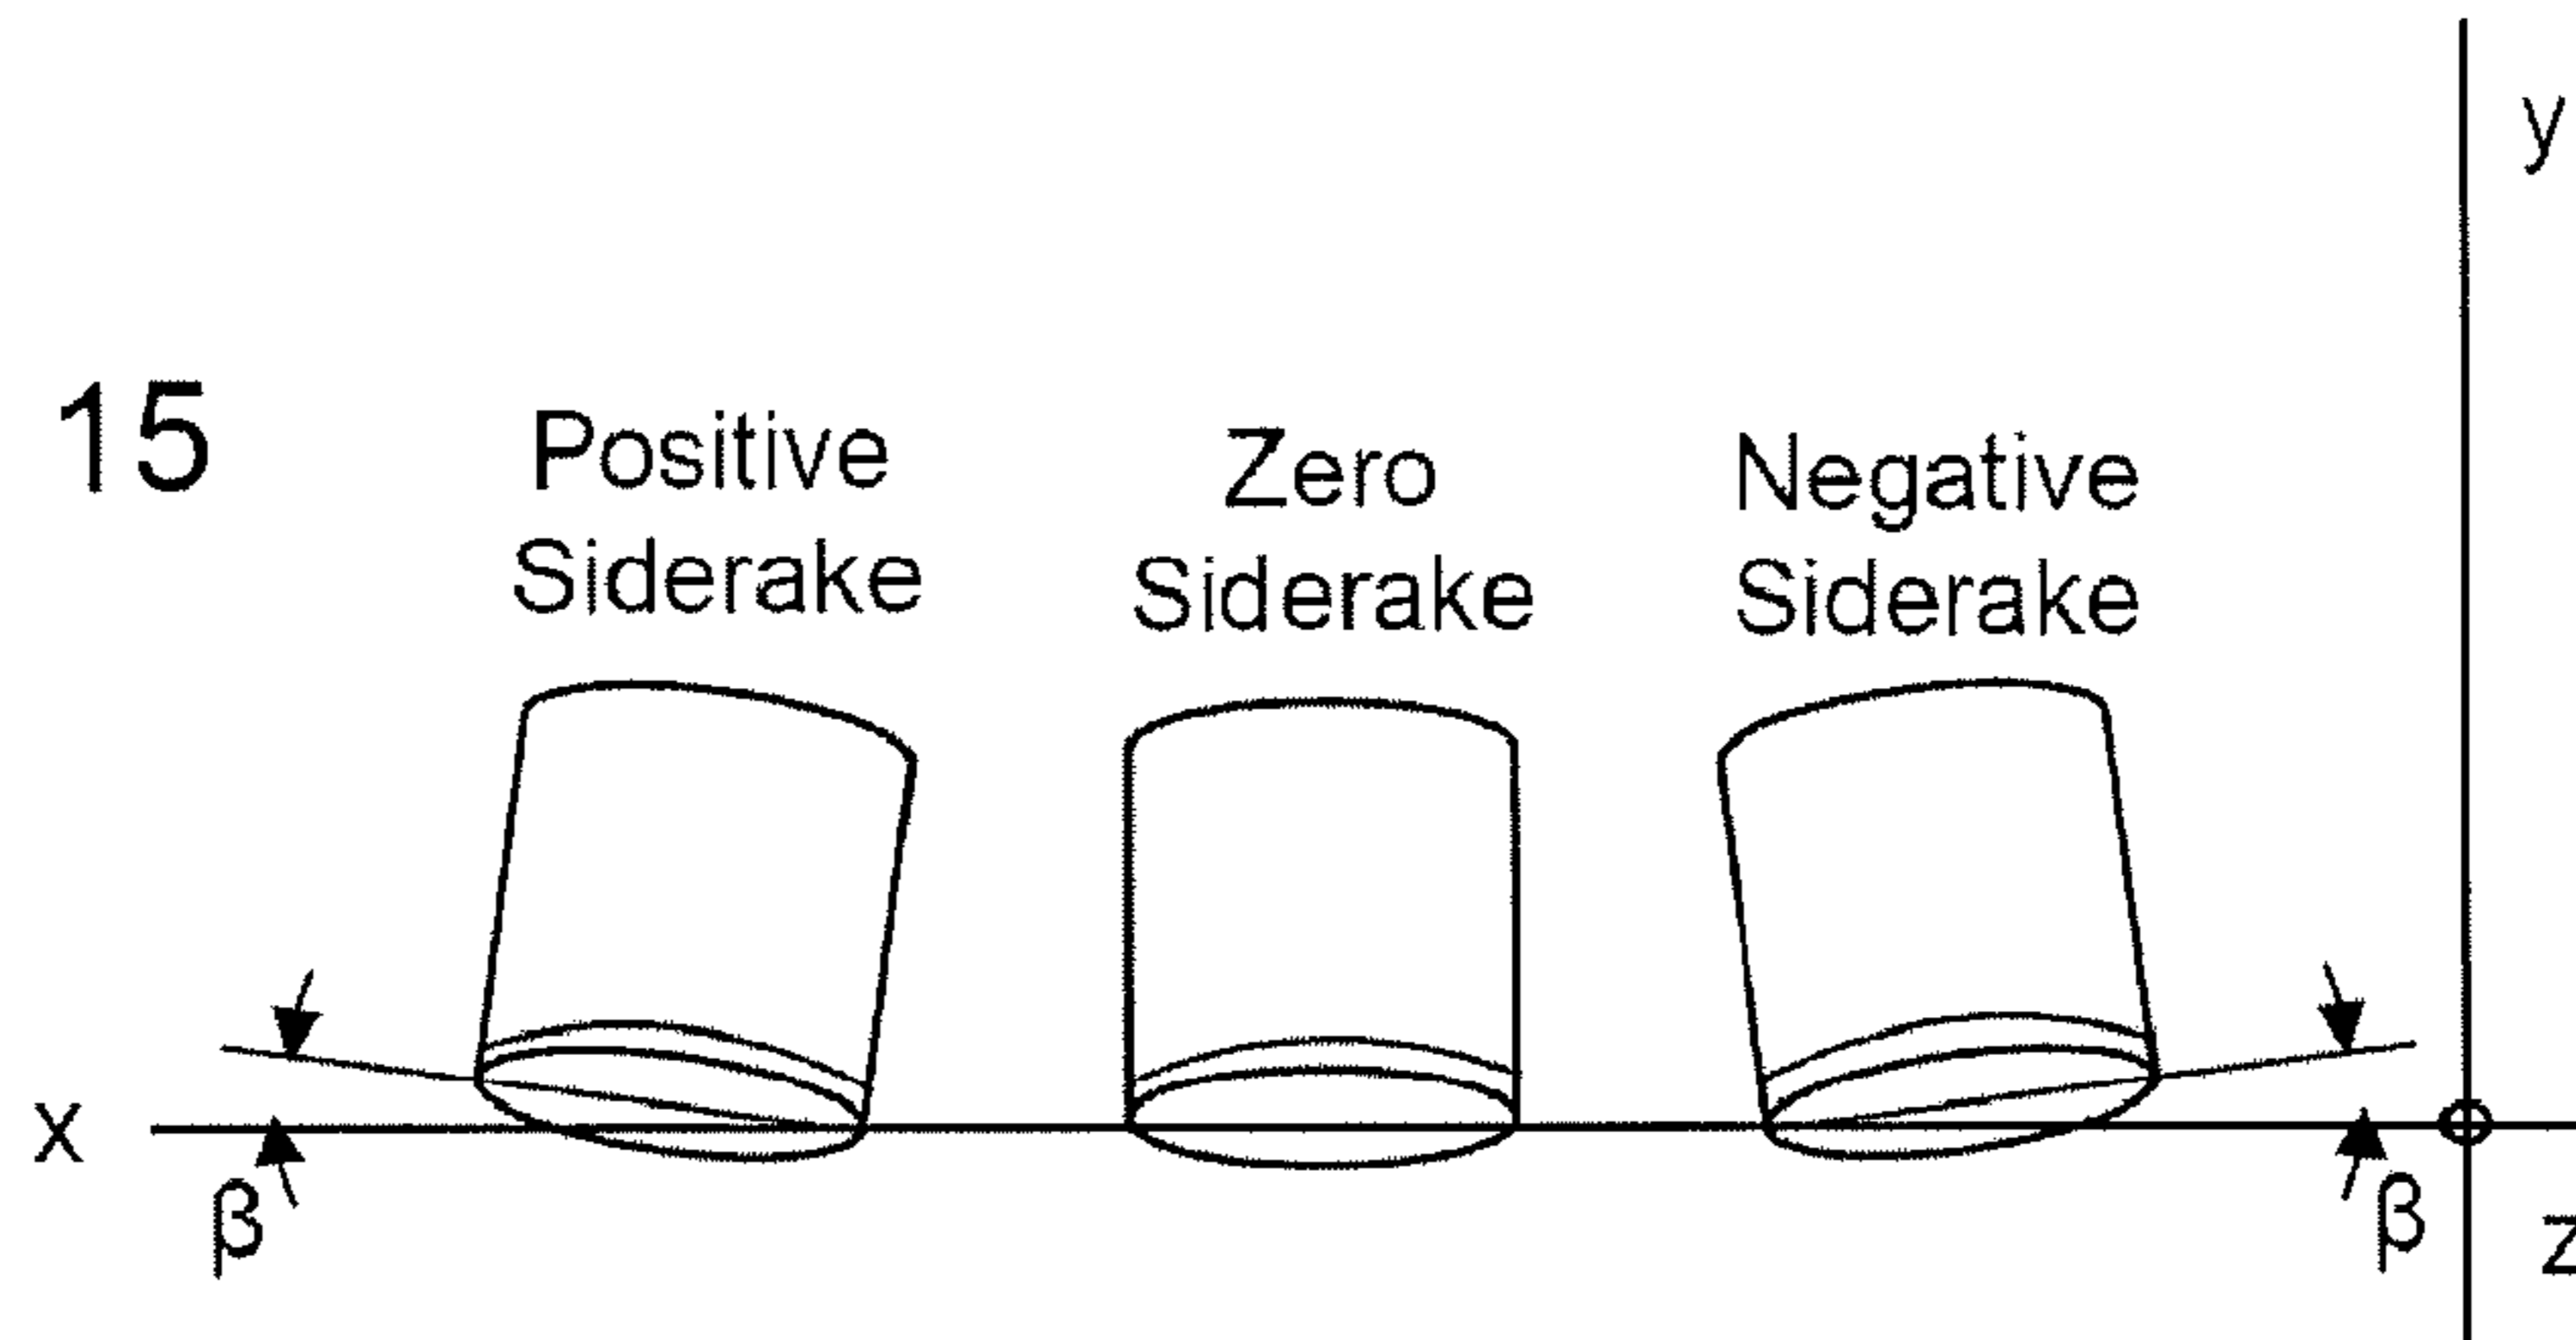 y
15
Positive
Siderake
Zero
Siderake
Negative
Siderake
x
β
β
z